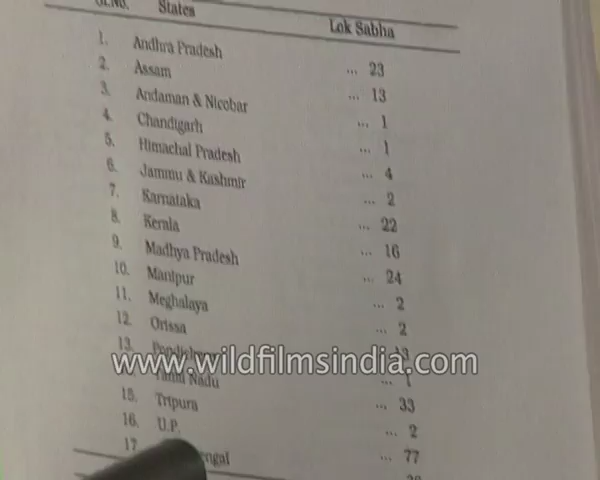 Sl.No. States Lok Sabha
1. Andhra Pradesh ... 23
2. Assam ... 13
3. Andaman & Nicobar ... 1
4. Chandigarh ... 1
5. Himachal Pradesh ... 4
6. Jammu & Kashmir ... 2
7. Karnataka ... 22
8. Kerala ... 16
9. Madhya Pradesh ... 24
10. Manipur ... 2
11. Meghalaya ... 2
12. Orissa
13.
www.wildfilmsindia.com
Tamil Nadu ... 33
15. Tripura ... 2
16. U.P. ... 77
17